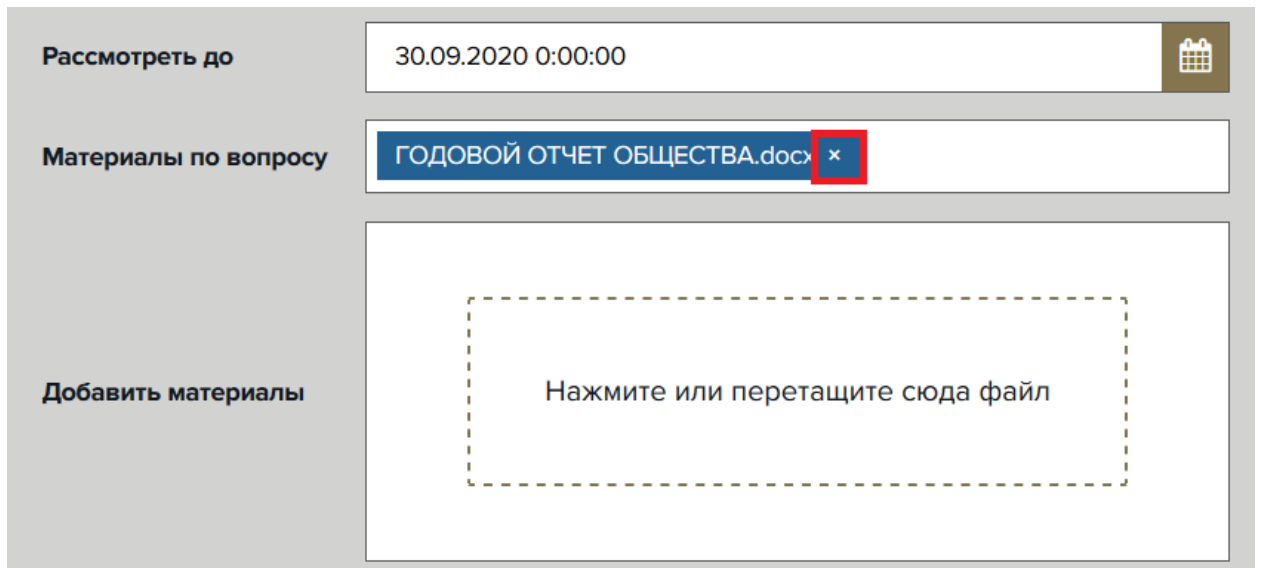 Рассмотреть до
30.09.2020 0:00:00
Материалы по вопросу
ГОДОВОЙ ОТЧЕТ ОБЩЕСТВА.docx ×
Добавить материалы
Нажмите или перетащите сюда файл